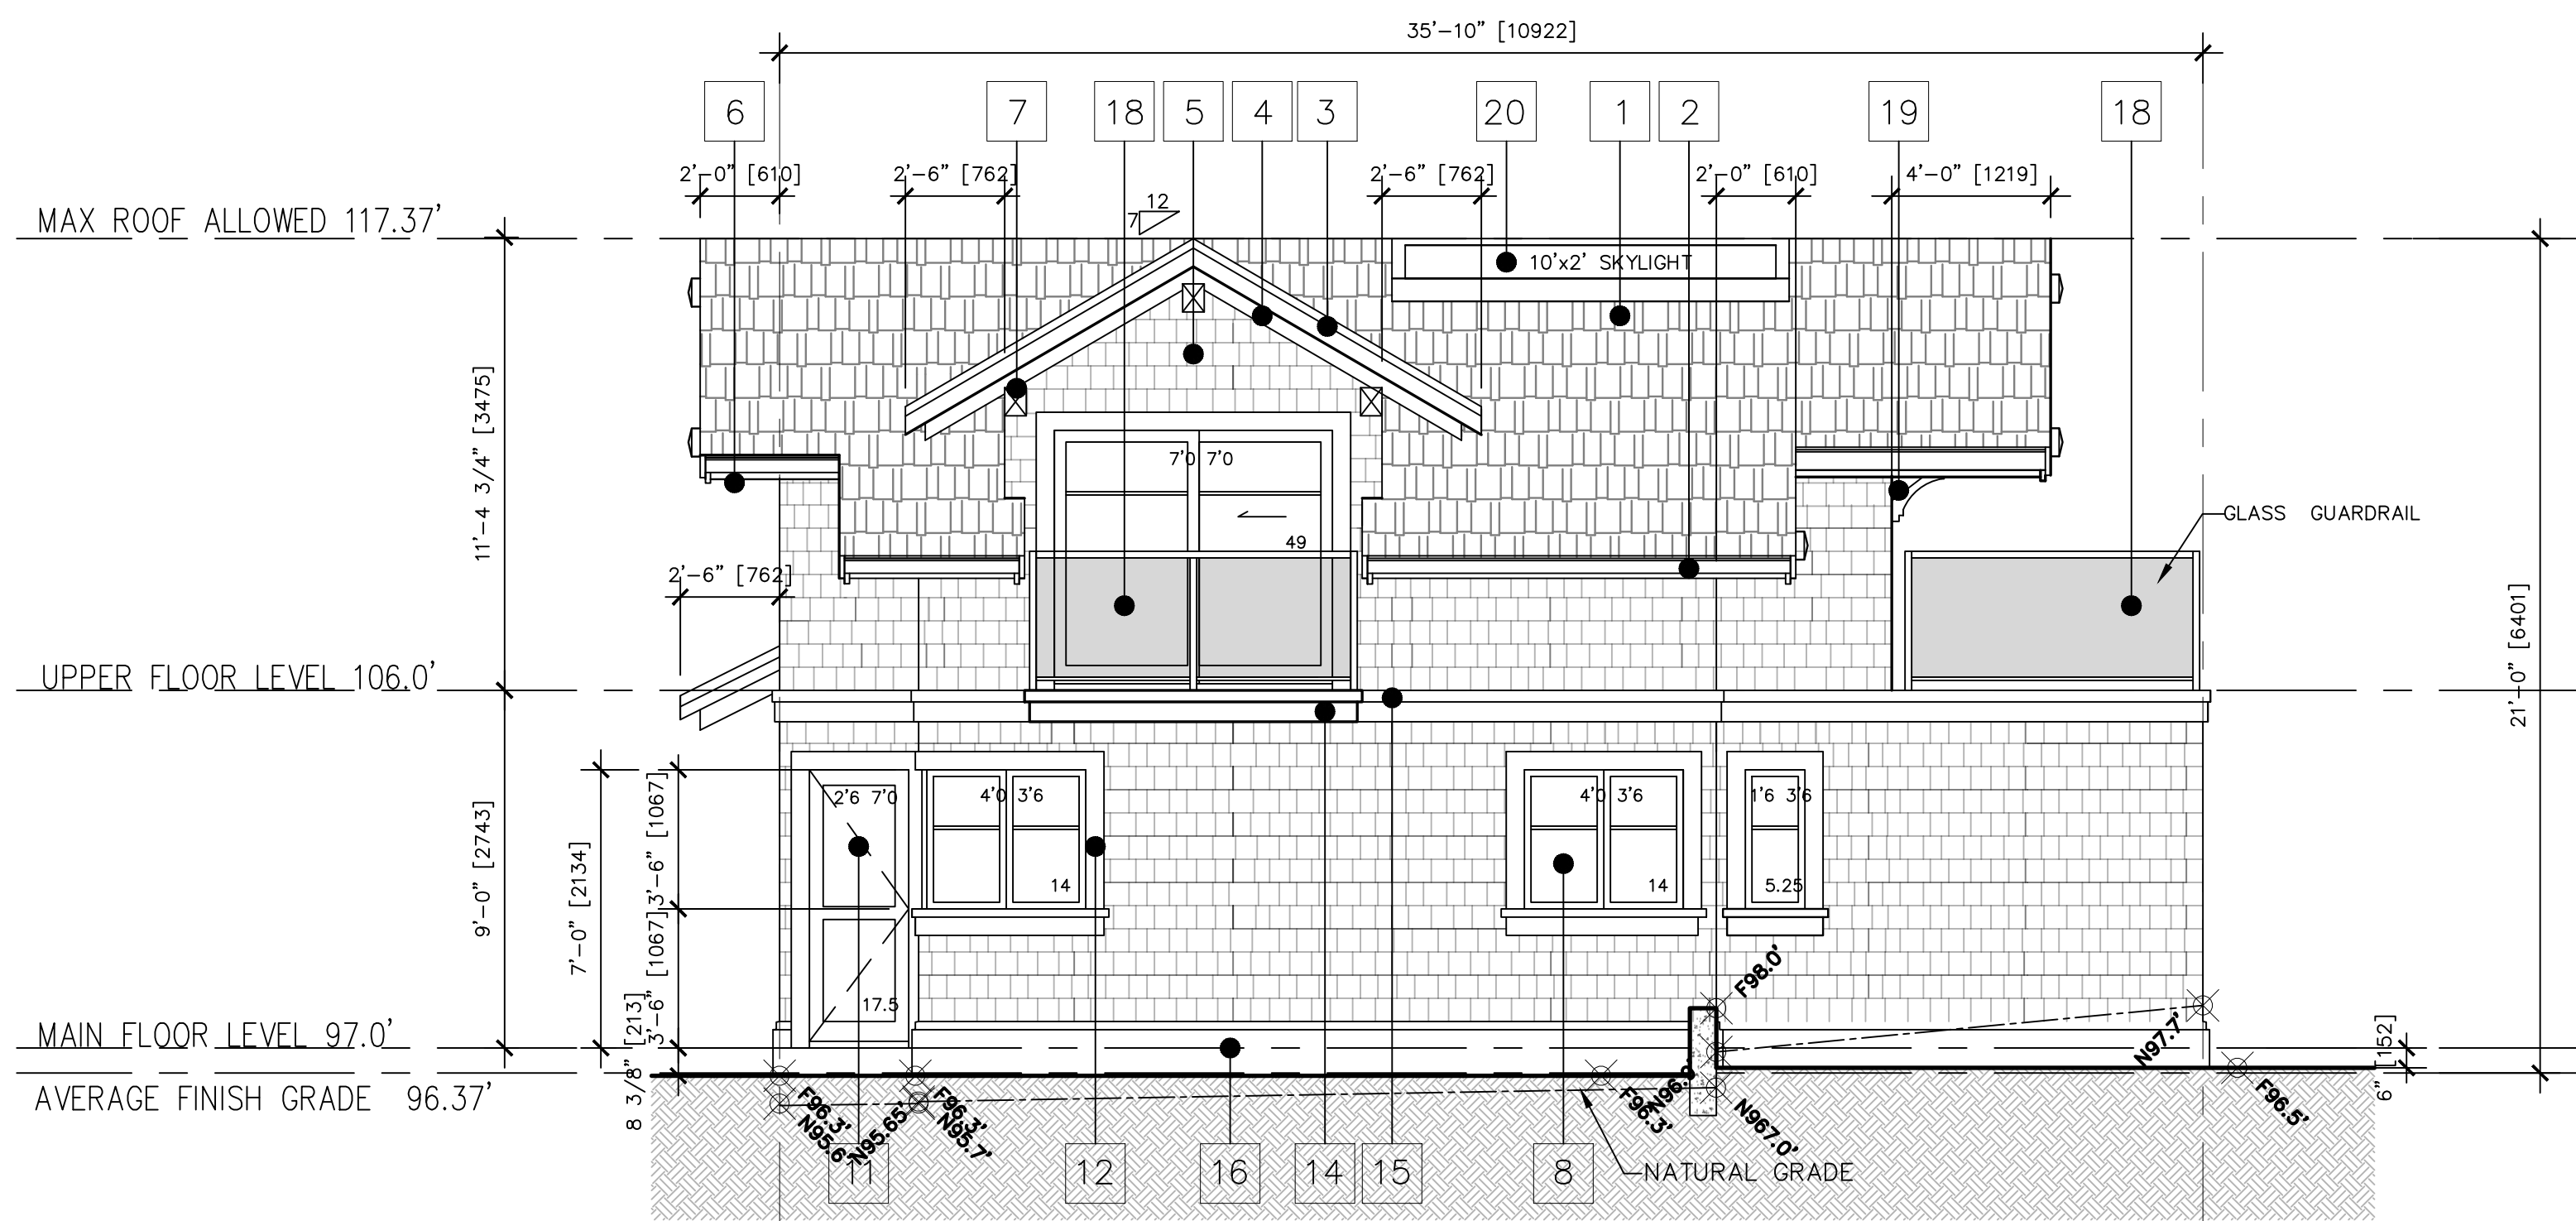 35'-10" [10922]
6
7
18
5
4
3
20
1
2
19
18
2'-0" [610]
2'-6" [762]
2'-6" [762]
2'-0" [610]
4'-0" [1219]
12
7
MAX ROOF ALLOWED 117.37'
10'x2' SKYLIGHT
11'-4 3/4" [3475]
7'0 7'0
GLASS GUARDRAIL
49
2'-6" [762]
21'-0" [6401]
UPPER FLOOR LEVEL 106.0'
9'-0" [2743]
7'-0" [2134]
3'-6" [1067]
3'-6" [1067]
8 3/8" [213]
2'6 7'0
4'0 3'6
4'0 3'6
1'6 3'6
14
14
5.25
17.5
F98.0'
N97.7'
MAIN FLOOR LEVEL 97.0'
6" [152]
AVERAGE FINISH GRADE 96.37'
F96.3'
N95.6'
N95.65'
F96.3'
N95.7'
F96.3'
N96.0'
N967.0'
F96.5'
NATURAL GRADE
11
12
16
14
15
8